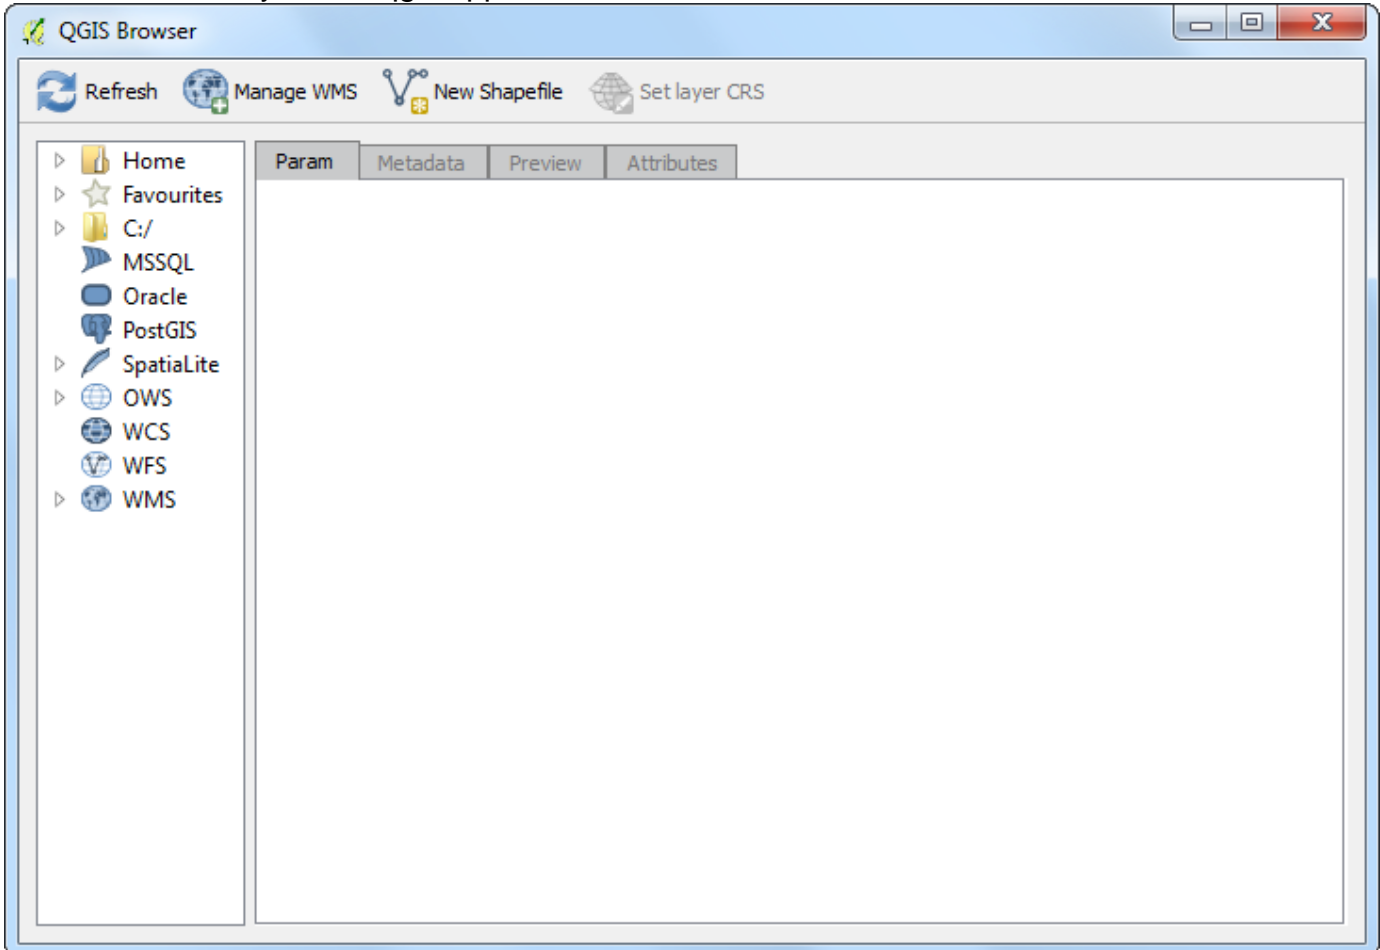 QGIS Browser
Refresh Manage WMS New Shapefile Set layer CRS
Param Metadata Preview Attributes
Home
Favourites
C:/
MSSQL
Oracle
PostGIS
SpatiaLite
OWS
WCS
WFS
WMS